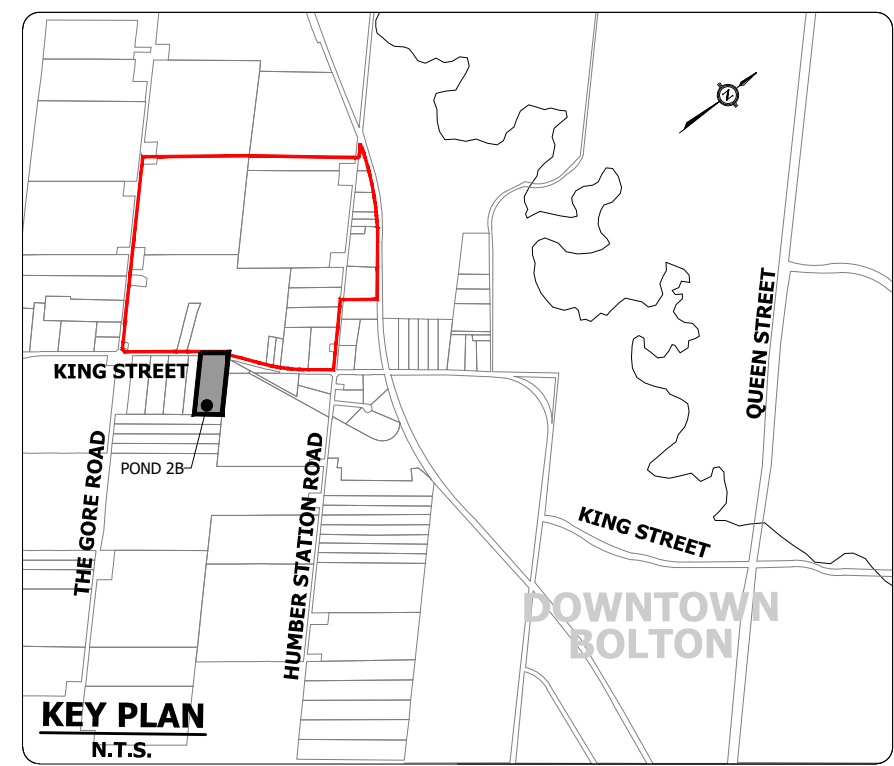 N
QUEEN STREET
KING STREET
POND 2B
THE GORE ROAD
HUMBER STATION ROAD
KING STREET
DOWNTOWN
BOLTON
KEY PLAN
N.T.S.